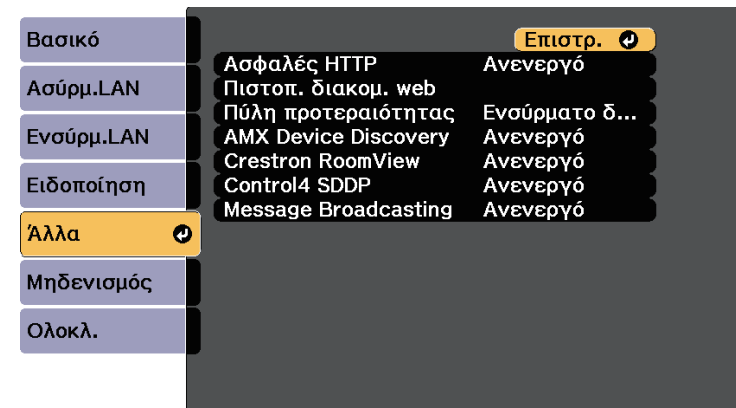 Βασικό
Ασύρμ.LAN
Ενσύρμ.LAN
Ειδοποίηση
Άλλα
Μηδενισμός
Ολοκλ.
Επιστρ.
Ασφαλές HTTP Ανενεργό
Πιστοπ. διακομ. web
Πύλη προτεραιότητας Ενσύρματο δ...
AMX Device Discovery Ανενεργό
Crestron RoomView Ανενεργό
Control4 SDDP Ανενεργό
Message Broadcasting Ανενεργό